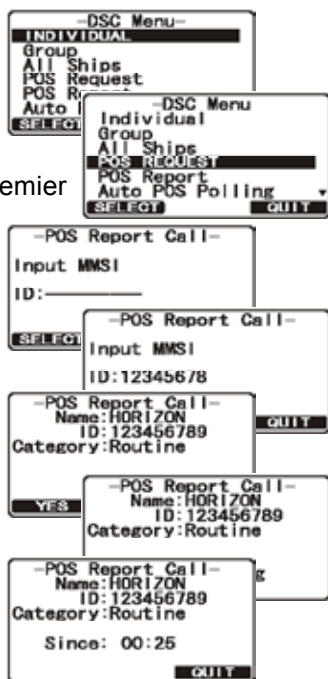 -DSC Menu-
INDIVIDUAL
Group
All Ships
POS Request
POS
Auto
SELECT
-DSC Menu
Individual
Group
All Ships
POS REQUEST
POS Report
Auto POS Polling
SELECT QUIT
emier
-POS Report Call-
Input MMSI
ID:
SELECT
-POS Report Call-
Input MMSI
ID:12345678
QUIT
-POS Report Call-
Name:HORIZON
ID:123456789
Category:Routine
YES
-POS Report Call-
Name:HORIZON
ID:123456789
Category:Routine
g
-POS Report Call-
Name:HORIZON
ID:123456789
Category:Routine
Since: 00:25
QUIT